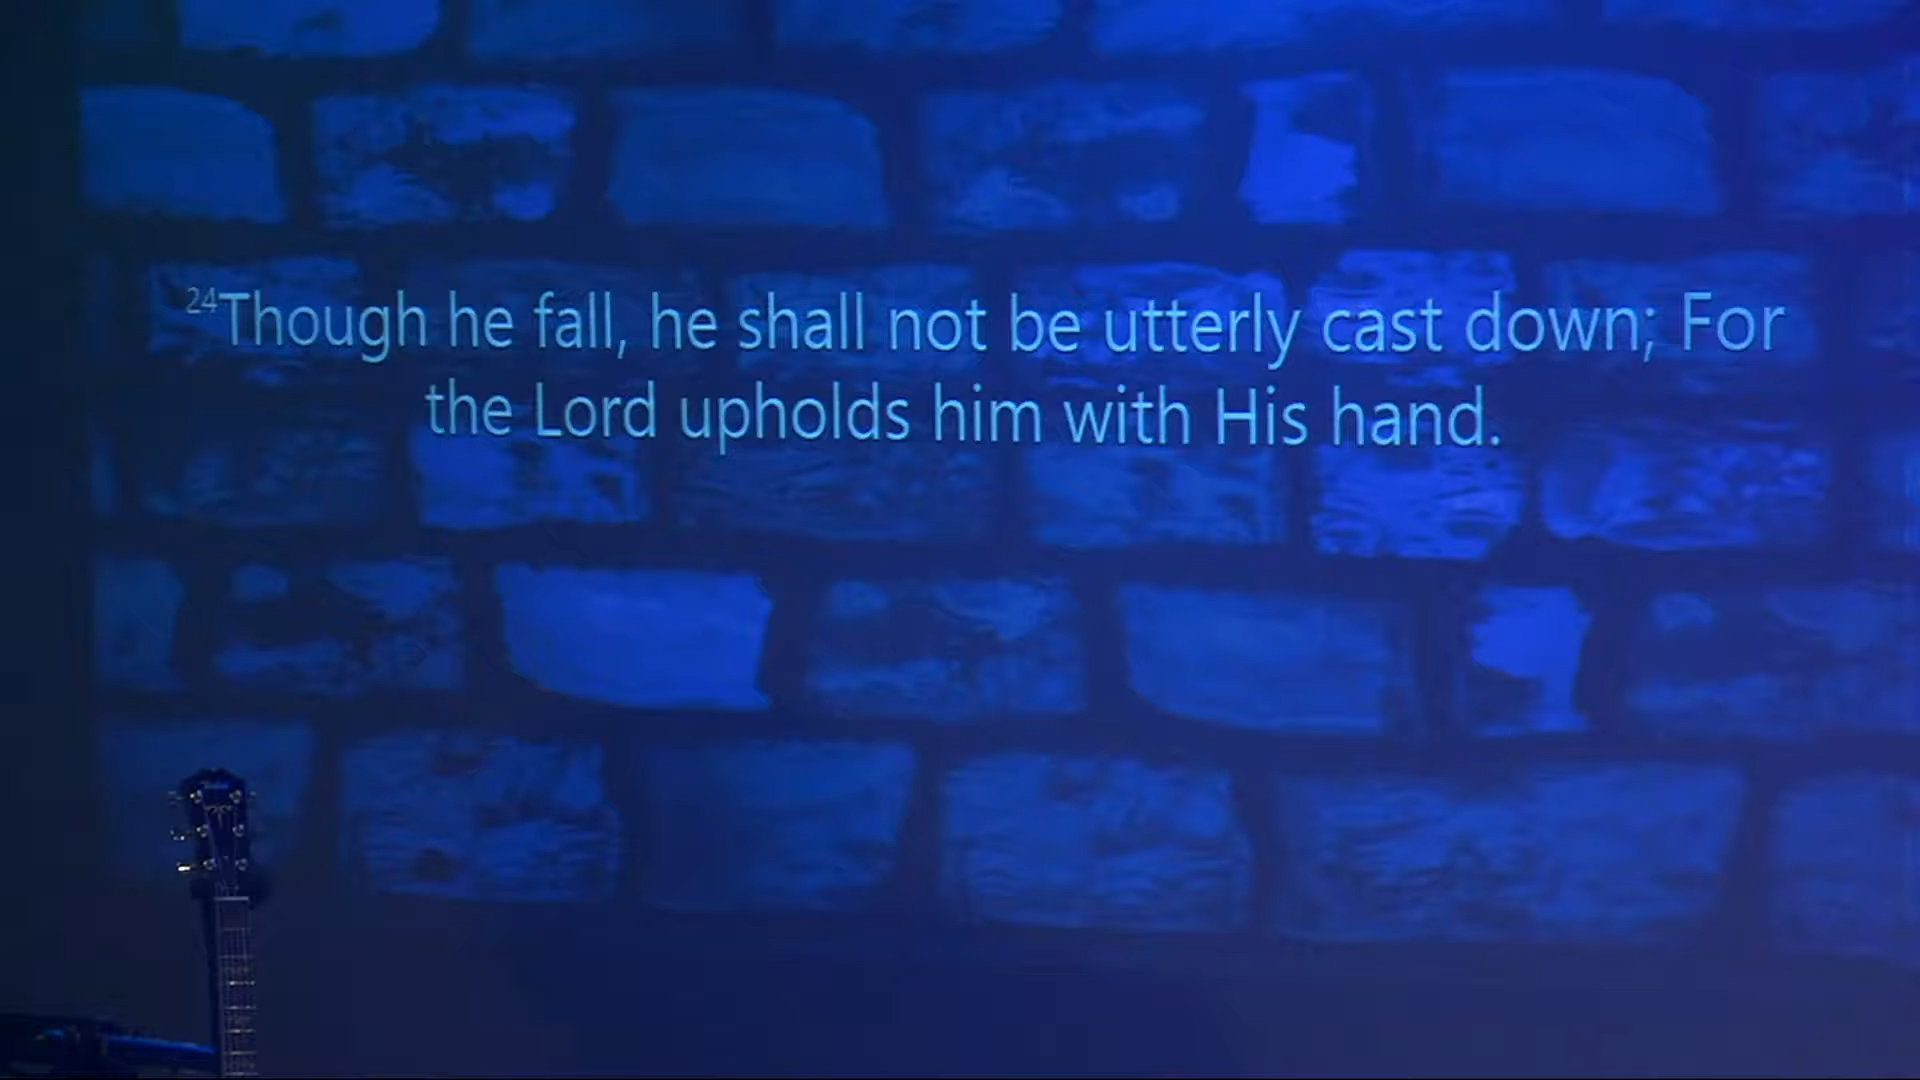 24Though he fall, he shall not be utterly cast down; For
the Lord upholds him with His hand.